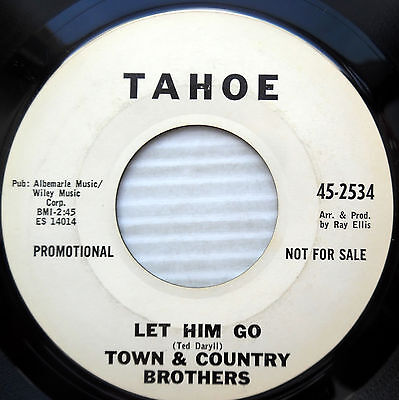 TAHOE
Pub: Albemarle Music/
Wiley Music
Corp.
BMI-2:45
ES 14014
45-2534
Arr. & Prod.
by Ray Ellis
PROMOTIONAL
NOT FOR SALE
LET HIM GO
(Ted Daryll)
TOWN & COUNTRY
BROTHERS